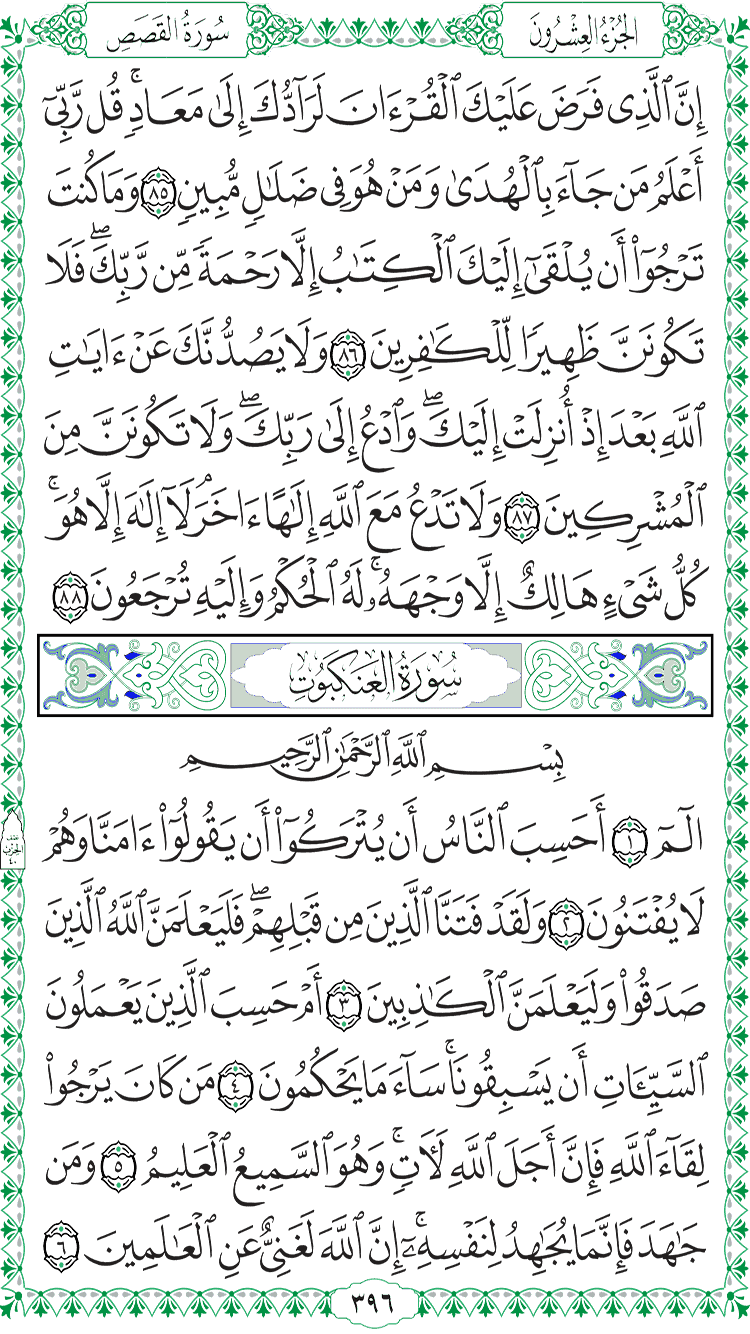 الجُزْءُ العِشْرُونَ
سُورَةُ القَصَصِ
إِنَّ ٱلَّذِى فَرَضَ عَلَيْكَ ٱلْقُرْءَانَ لَرَآدُّكَ إِلَىٰ مَعَادٍۚ قُل رَّبِّىٓ
أَعْلَمُ مَن جَآءَ بِٱلْهُدَىٰ وَمَنْ هُوَ فِى ضَلَٰلٍ مُّبِينٍ ٨٥ وَمَا كُنتَ
تَرْجُوٓا۟ أَن يُلْقَىٰٓ إِلَيْكَ ٱلْكِتَٰبُ إِلَّا رَحْمَةً مِّن رَّبِّكَۖ فَلَا
تَكُونَنَّ ظَهِيرًا لِّلْكَٰفِرِينَ ٨٦ وَلَا يَصُدُّنَّكَ عَنْ ءَايَٰتِ
ٱللَّهِ بَعْدَ إِذْ أُنزِلَتْ إِلَيْكَۖ وَٱدْعُ إِلَىٰ رَبِّكَۖ وَلَا تَكُونَنَّ مِنَ
ٱلْمُشْرِكِينَ ٨٧ وَلَا تَدْعُ مَعَ ٱللَّهِ إِلَٰهًا ءَاخَرَۘ لَآ إِلَٰهَ إِلَّا هُوَۚ
كُلُّ شَىْءٍ هَالِكٌ إِلَّا وَجْهَهُۥۚ لَهُ ٱلْحُكْمُ وَإِلَيْهِ تُرْجَعُونَ ٨٨
سُورَةُ العَنكَبُوتِ
بِسْمِ ٱللَّهِ ٱلرَّحْمَٰنِ ٱلرَّحِيمِ
الٓمٓ ١ أَحَسِبَ ٱلنَّاسُ أَن يُتْرَكُوٓا۟ أَن يَقُولُوٓا۟ ءَامَنَّا وَهُمْ
لَا يُفْتَنُونَ ٢ وَلَقَدْ فَتَنَّا ٱلَّذِينَ مِن قَبْلِهِمْۖ فَلَيَعْلَمَنَّ ٱللَّهُ ٱلَّذِينَ
صَدَقُوا۟ وَلَيَعْلَمَنَّ ٱلْكَٰذِبِينَ ٣ أَمْ حَسِبَ ٱلَّذِينَ يَعْمَلُونَ
ٱلسَّيِّـَٔاتِ أَن يَسْبِقُونَاۚ سَآءَ مَا يَحْكُمُونَ ٤ مَن كَانَ يَرْجُوا۟
لِقَآءَ ٱللَّهِ فَإِنَّ أَجَلَ ٱللَّهِ لَـَٔاتٍۚ وَهُوَ ٱلسَّمِيعُ ٱلْعَلِيمُ ٥ وَمَن
جَٰهَدَ فَإِنَّمَا يُجَٰهِدُ لِنَفْسِهِۦٓۚ إِنَّ ٱللَّهَ لَغَنِىٌّ عَنِ ٱلْعَٰلَمِينَ ٦
نصف
الحزب
٤٠
٣٩٦